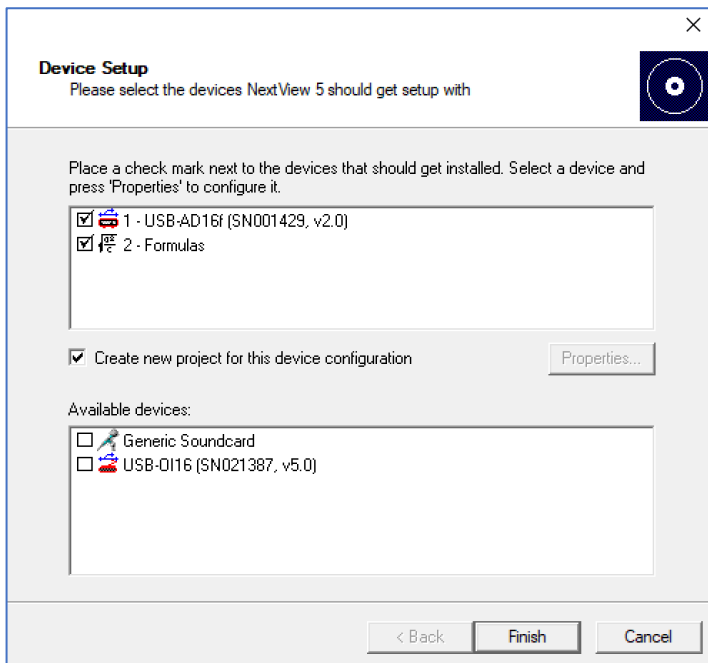 Device Setup
Please select the devices NextView 5 should get setup with
Place a check mark next to the devices that should get installed. Select a device and
press 'Properties' to configure it.
1 - USB-AD16f (SN001429, v2.0)
2 - Formulas
Create new project for this device configuration
Properties...
Available devices:
Generic Soundcard
USB-OI16 (SN021387, v5.0)
< Back
Finish
Cancel